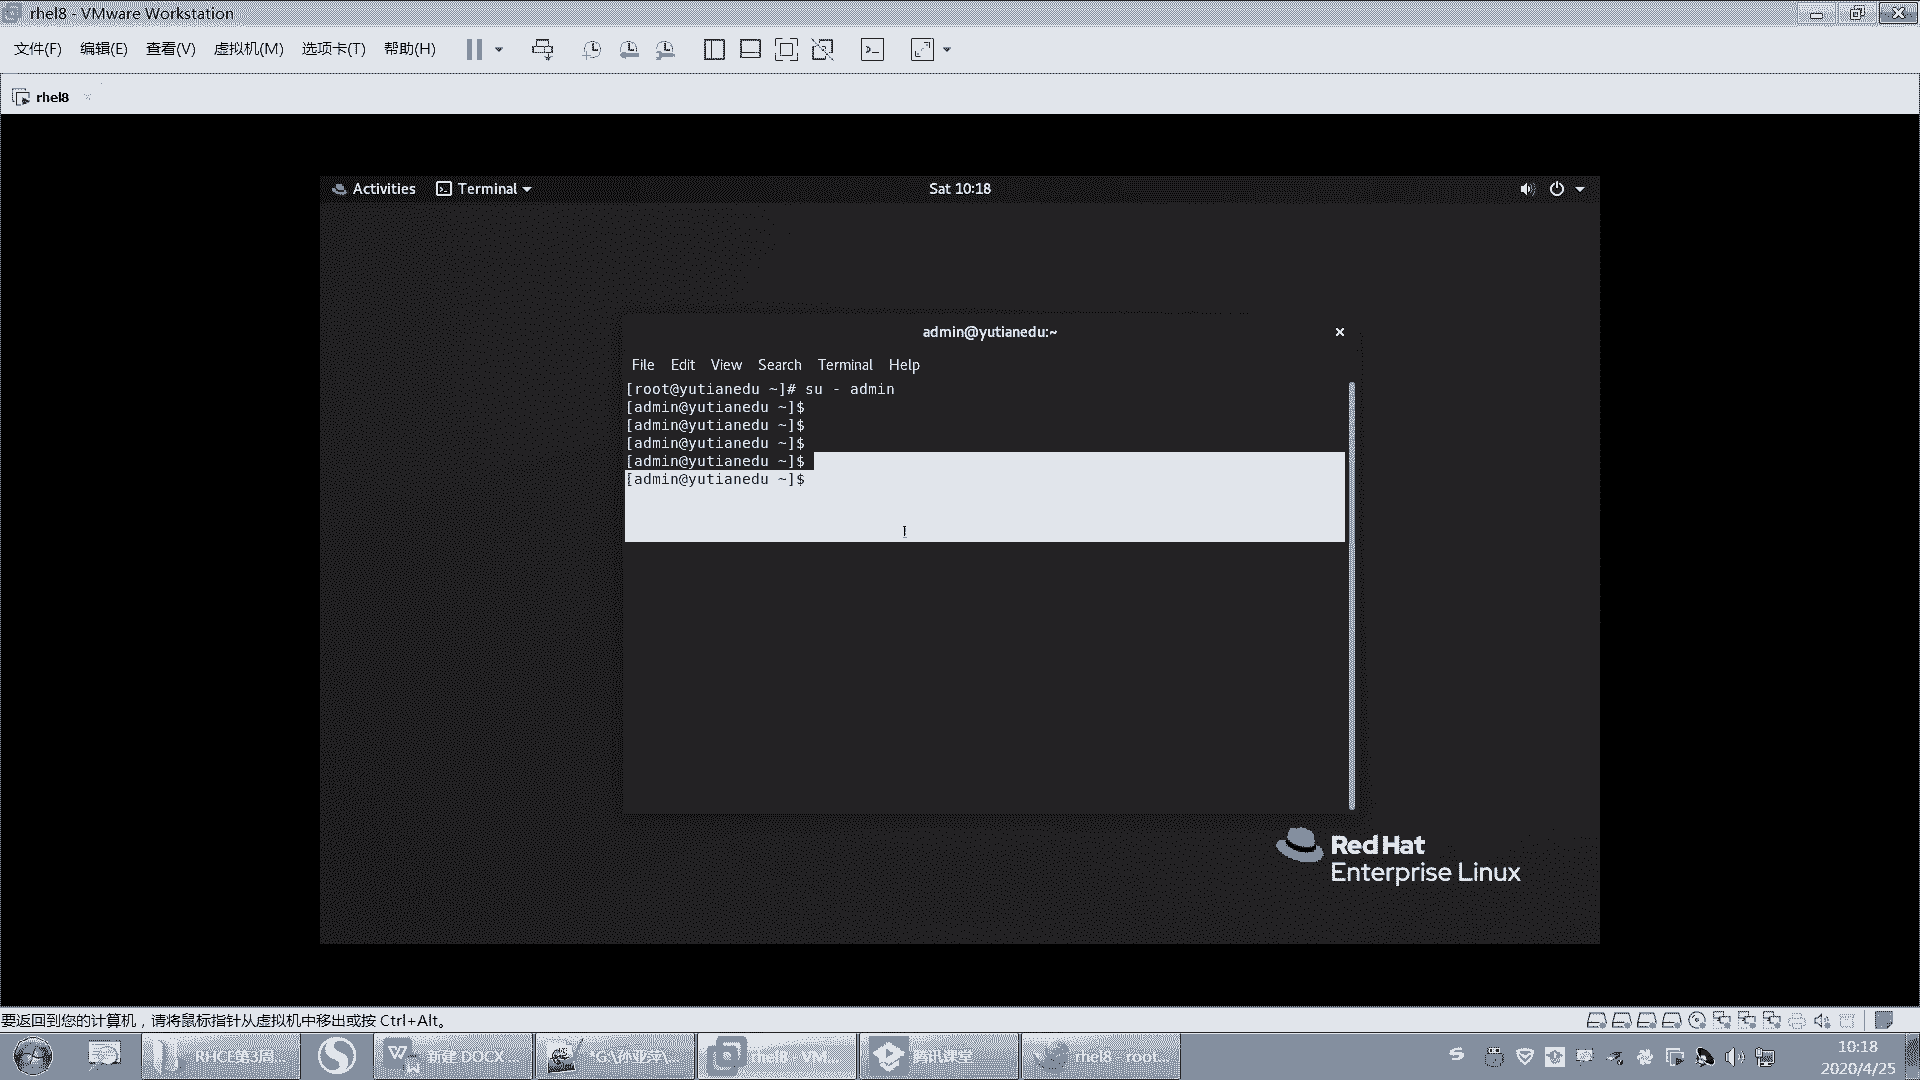 rhel8 - VMware Workstation
文件(F) 编辑(E) 查看(V) 虚拟机(M) 选项卡(T) 帮助(H)
rhel8
Activities Terminal Sat 10:18
admin@yutianedu:~
File Edit View Search Terminal Help
[root@yutianedu ~]# su - admin
[admin@yutianedu ~]$
[admin@yutianedu ~]$
[admin@yutianedu ~]$
[admin@yutianedu ~]$
[admin@yutianedu ~]$
Red Hat
Enterprise Linux
要返回到您的计算机，请将鼠标指针从虚拟机中移出或按 Ctrl+Alt。
RHCE第3周... 新建 DOCX ... *G:\孙亚萍\... rhel8 - VM... 腾讯课堂 rhel8 - root...
10:18
2020/4/25